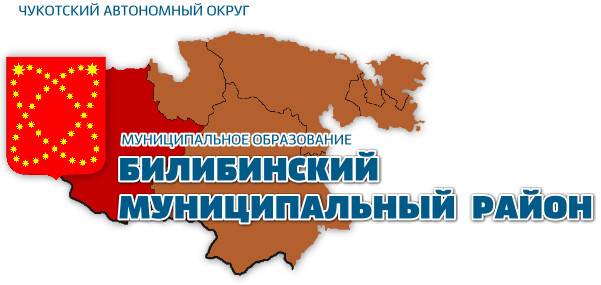 ЧУКОТСКИЙ АВТОНОМНЫЙ ОКРУГ
МУНИЦИПАЛЬНОЕ ОБРАЗОВАНИЕ
БИЛИБИНСКИЙ
МУНИЦИПАЛЬНЫЙ РАЙОН